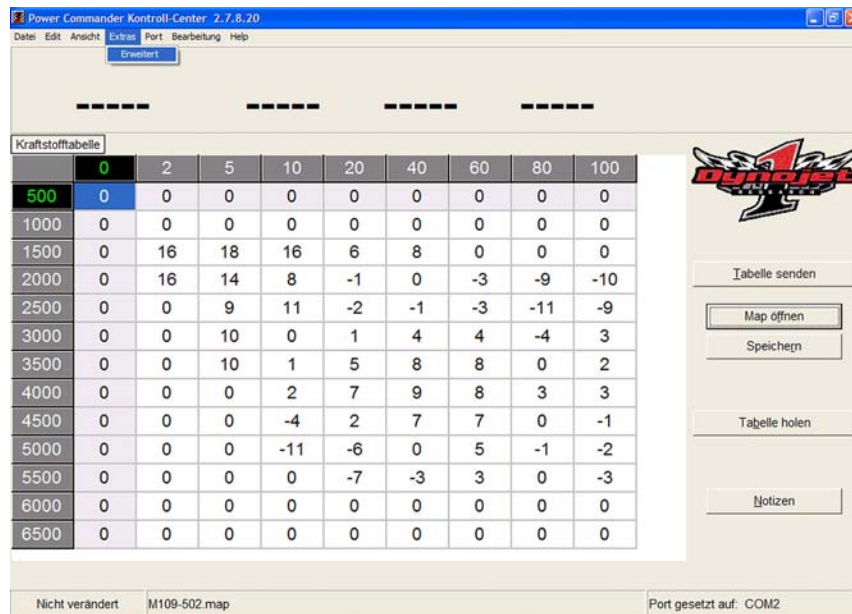 Power Commander Kontroll-Center 2.7.8.20
Datei Edit Ansicht Extras Port Bearbeitung Help
Erweitert
----- ----- ----- -----
Kraftstofftabelle
0 2 5 10 20 40 60 80 100
500 0 0 0 0 0 0 0 0 0
1000 0 0 0 0 0 0 0 0 0
1500 0 16 18 16 6 8 0 0 0
2000 0 16 14 8 -1 0 -3 -9 -10
2500 0 0 9 11 -2 -1 -3 -11 -9
3000 0 0 10 0 1 4 4 -4 3
3500 0 0 10 1 5 8 8 0 2
4000 0 0 0 2 7 9 8 3 3
4500 0 0 0 -4 2 7 7 0 -1
5000 0 0 0 -11 -6 0 5 -1 -2
5500 0 0 0 0 -7 -3 3 0 -3
6000 0 0 0 0 0 0 0 0 0
6500 0 0 0 0 0 0 0 0 0
1
Dynojet
RESEARCH
Tabelle senden
Map öffnen
Speichern
Tabelle holen
Notizen
Nicht verändert M109-502.map Port gesetzt auf: COM2